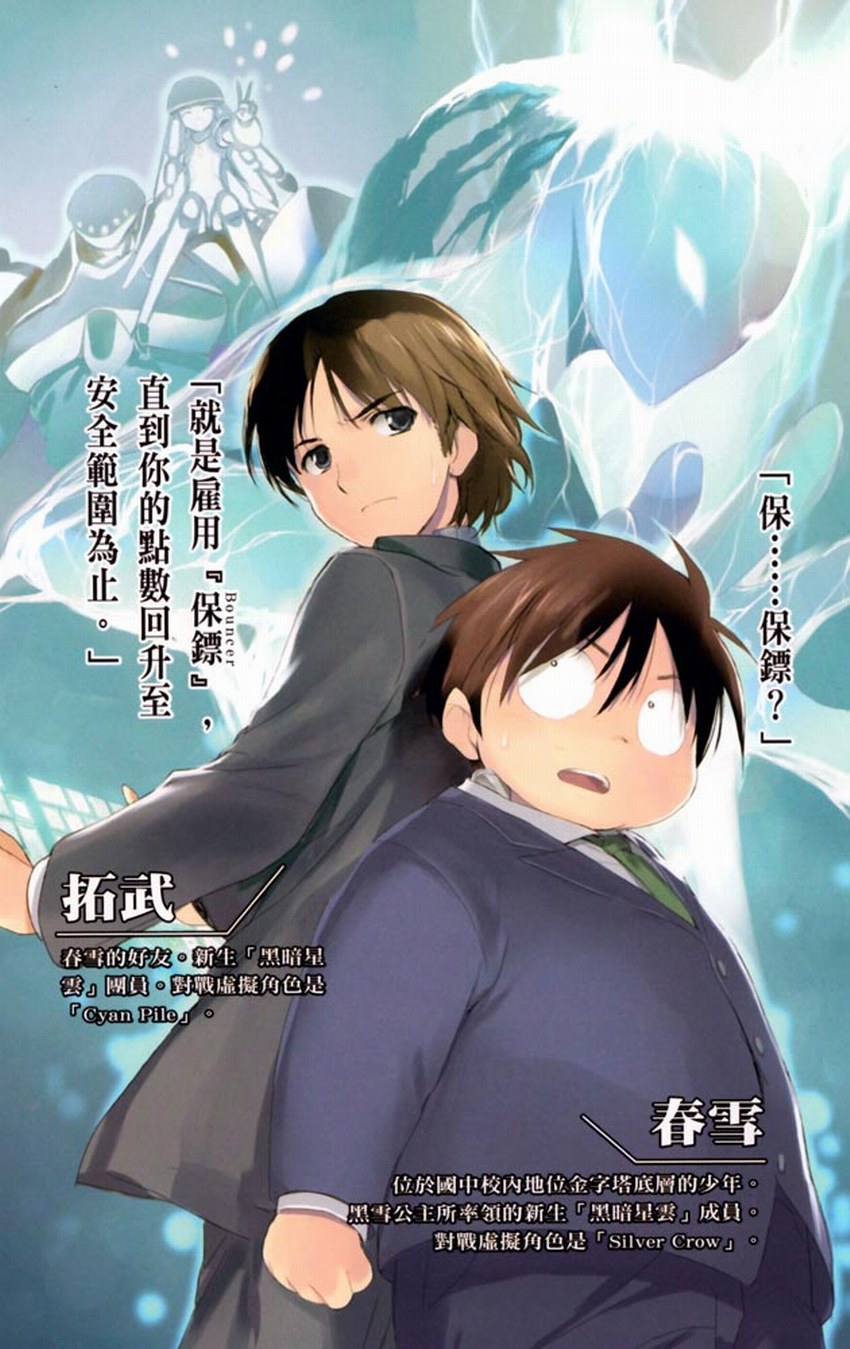 「保……保鏢？」
「就是雇用『保鏢』，
Bouncer
直到你的點數回升至
安全範圍為止。」
拓武
春雪的好友。新生「黑暗星
雲」團員。對戰虛擬角色是
「Cyan Pile」。
春雪
位於國中校內地位金字塔底層的少年。
黑雪公主所率領的新生「黑暗星雲」成員。
對戰虛擬角色是「Silver Crow」。